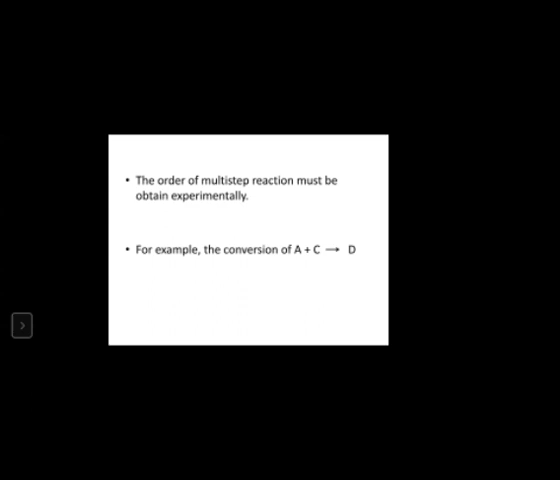 • The order of multistep reaction must be
obtain experimentally.
• For example, the conversion of A + C → D